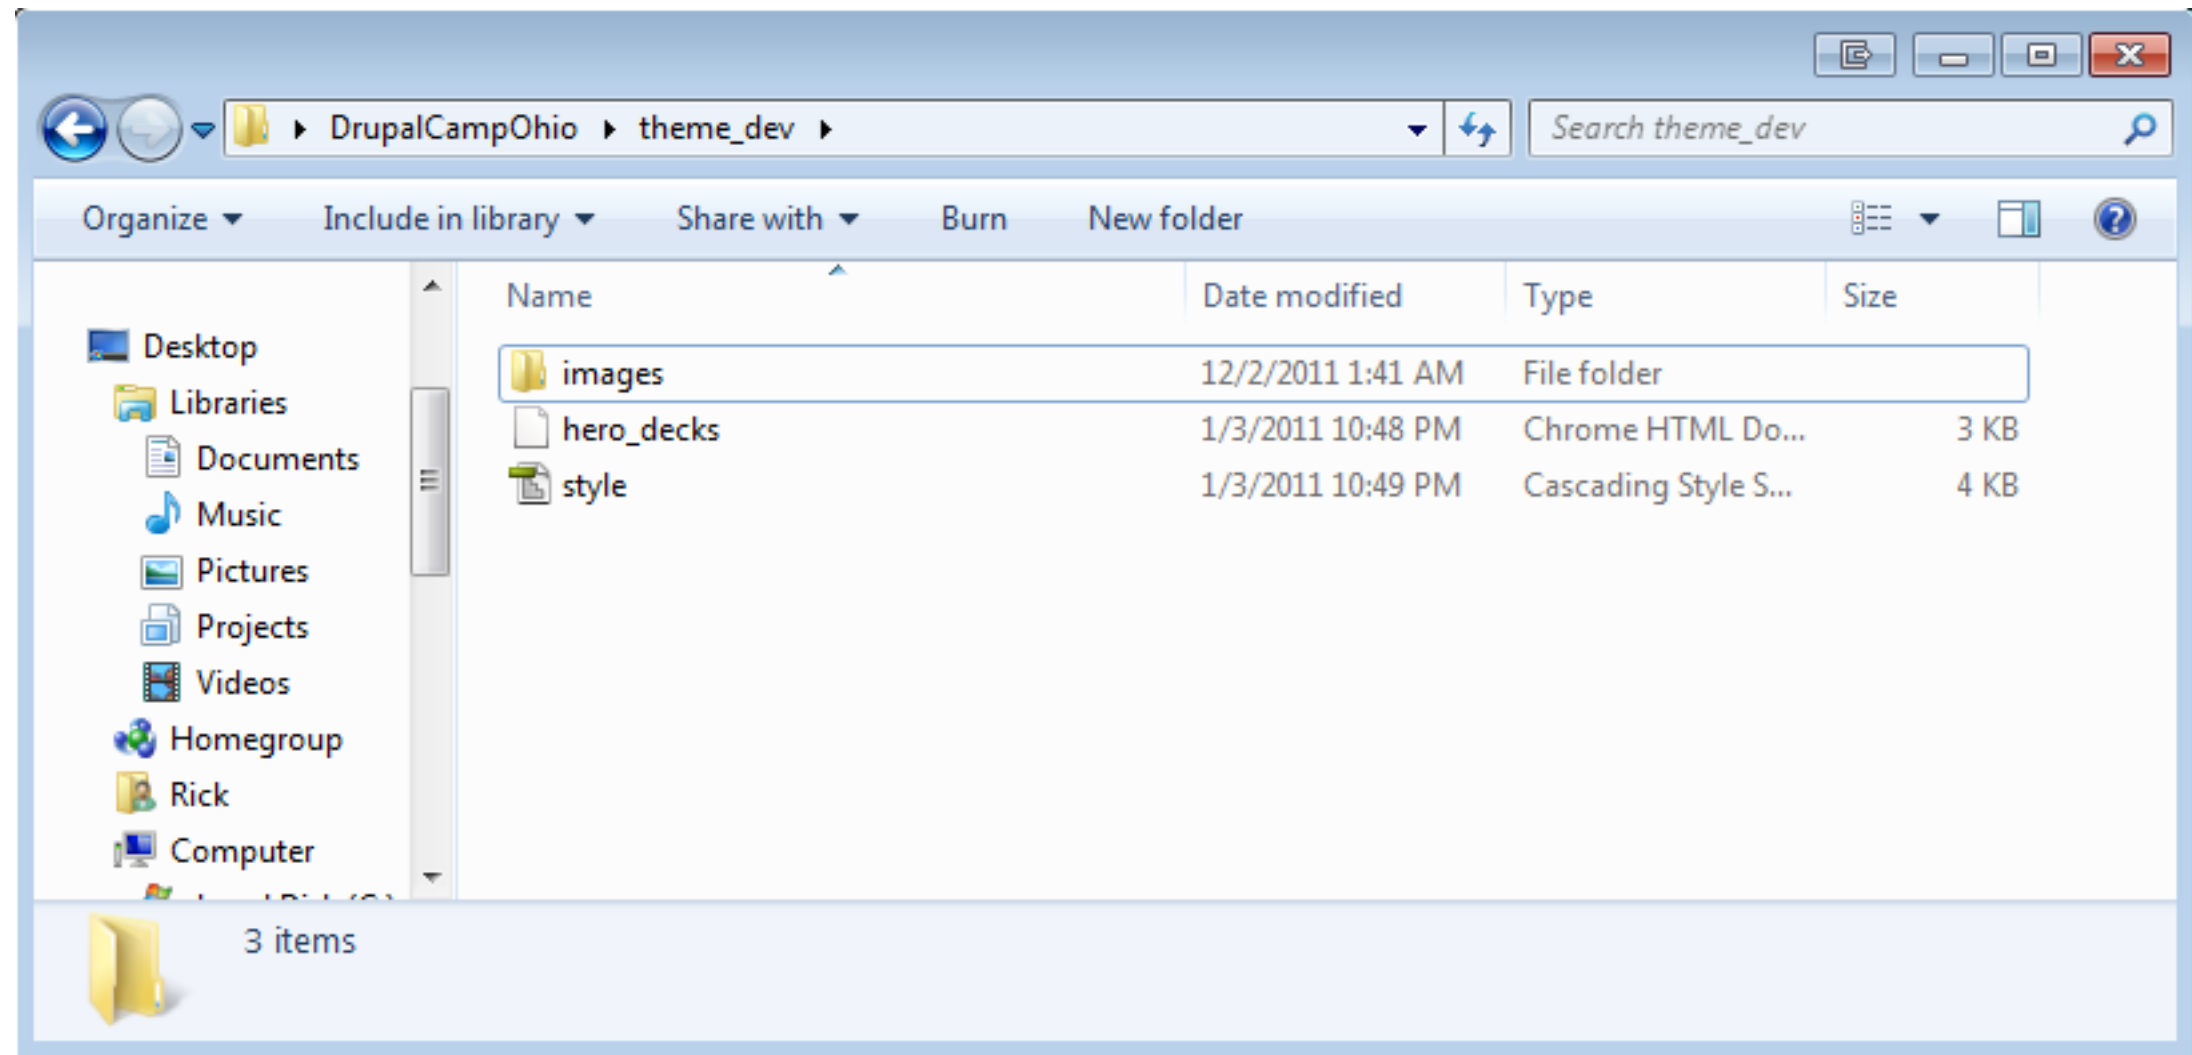 DrupalCampOhio theme_dev
Search theme_dev
Organize Include in library Share with Burn New folder
Name Date modified Type Size
Desktop
Libraries
Documents
Music
Pictures
Projects
Videos
Homegroup
Rick
Computer
images 12/2/2011 1:41 AM File folder
hero_decks 1/3/2011 10:48 PM Chrome HTML Do... 3 KB
style 1/3/2011 10:49 PM Cascading Style S... 4 KB
3 items